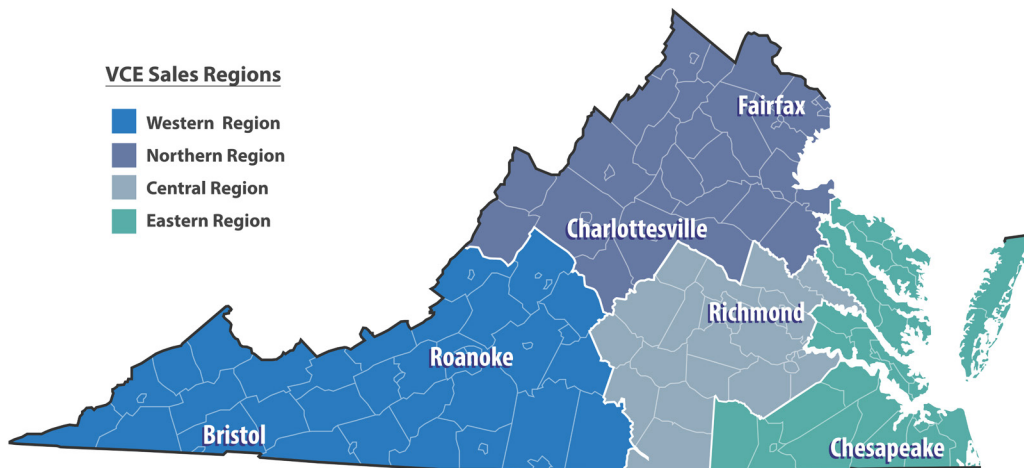 VCE Sales Regions
Western Region
Northern Region
Central Region
Eastern Region
Fairfax
Charlottesville
Richmond
Roanoke
Bristol
Chesapeake